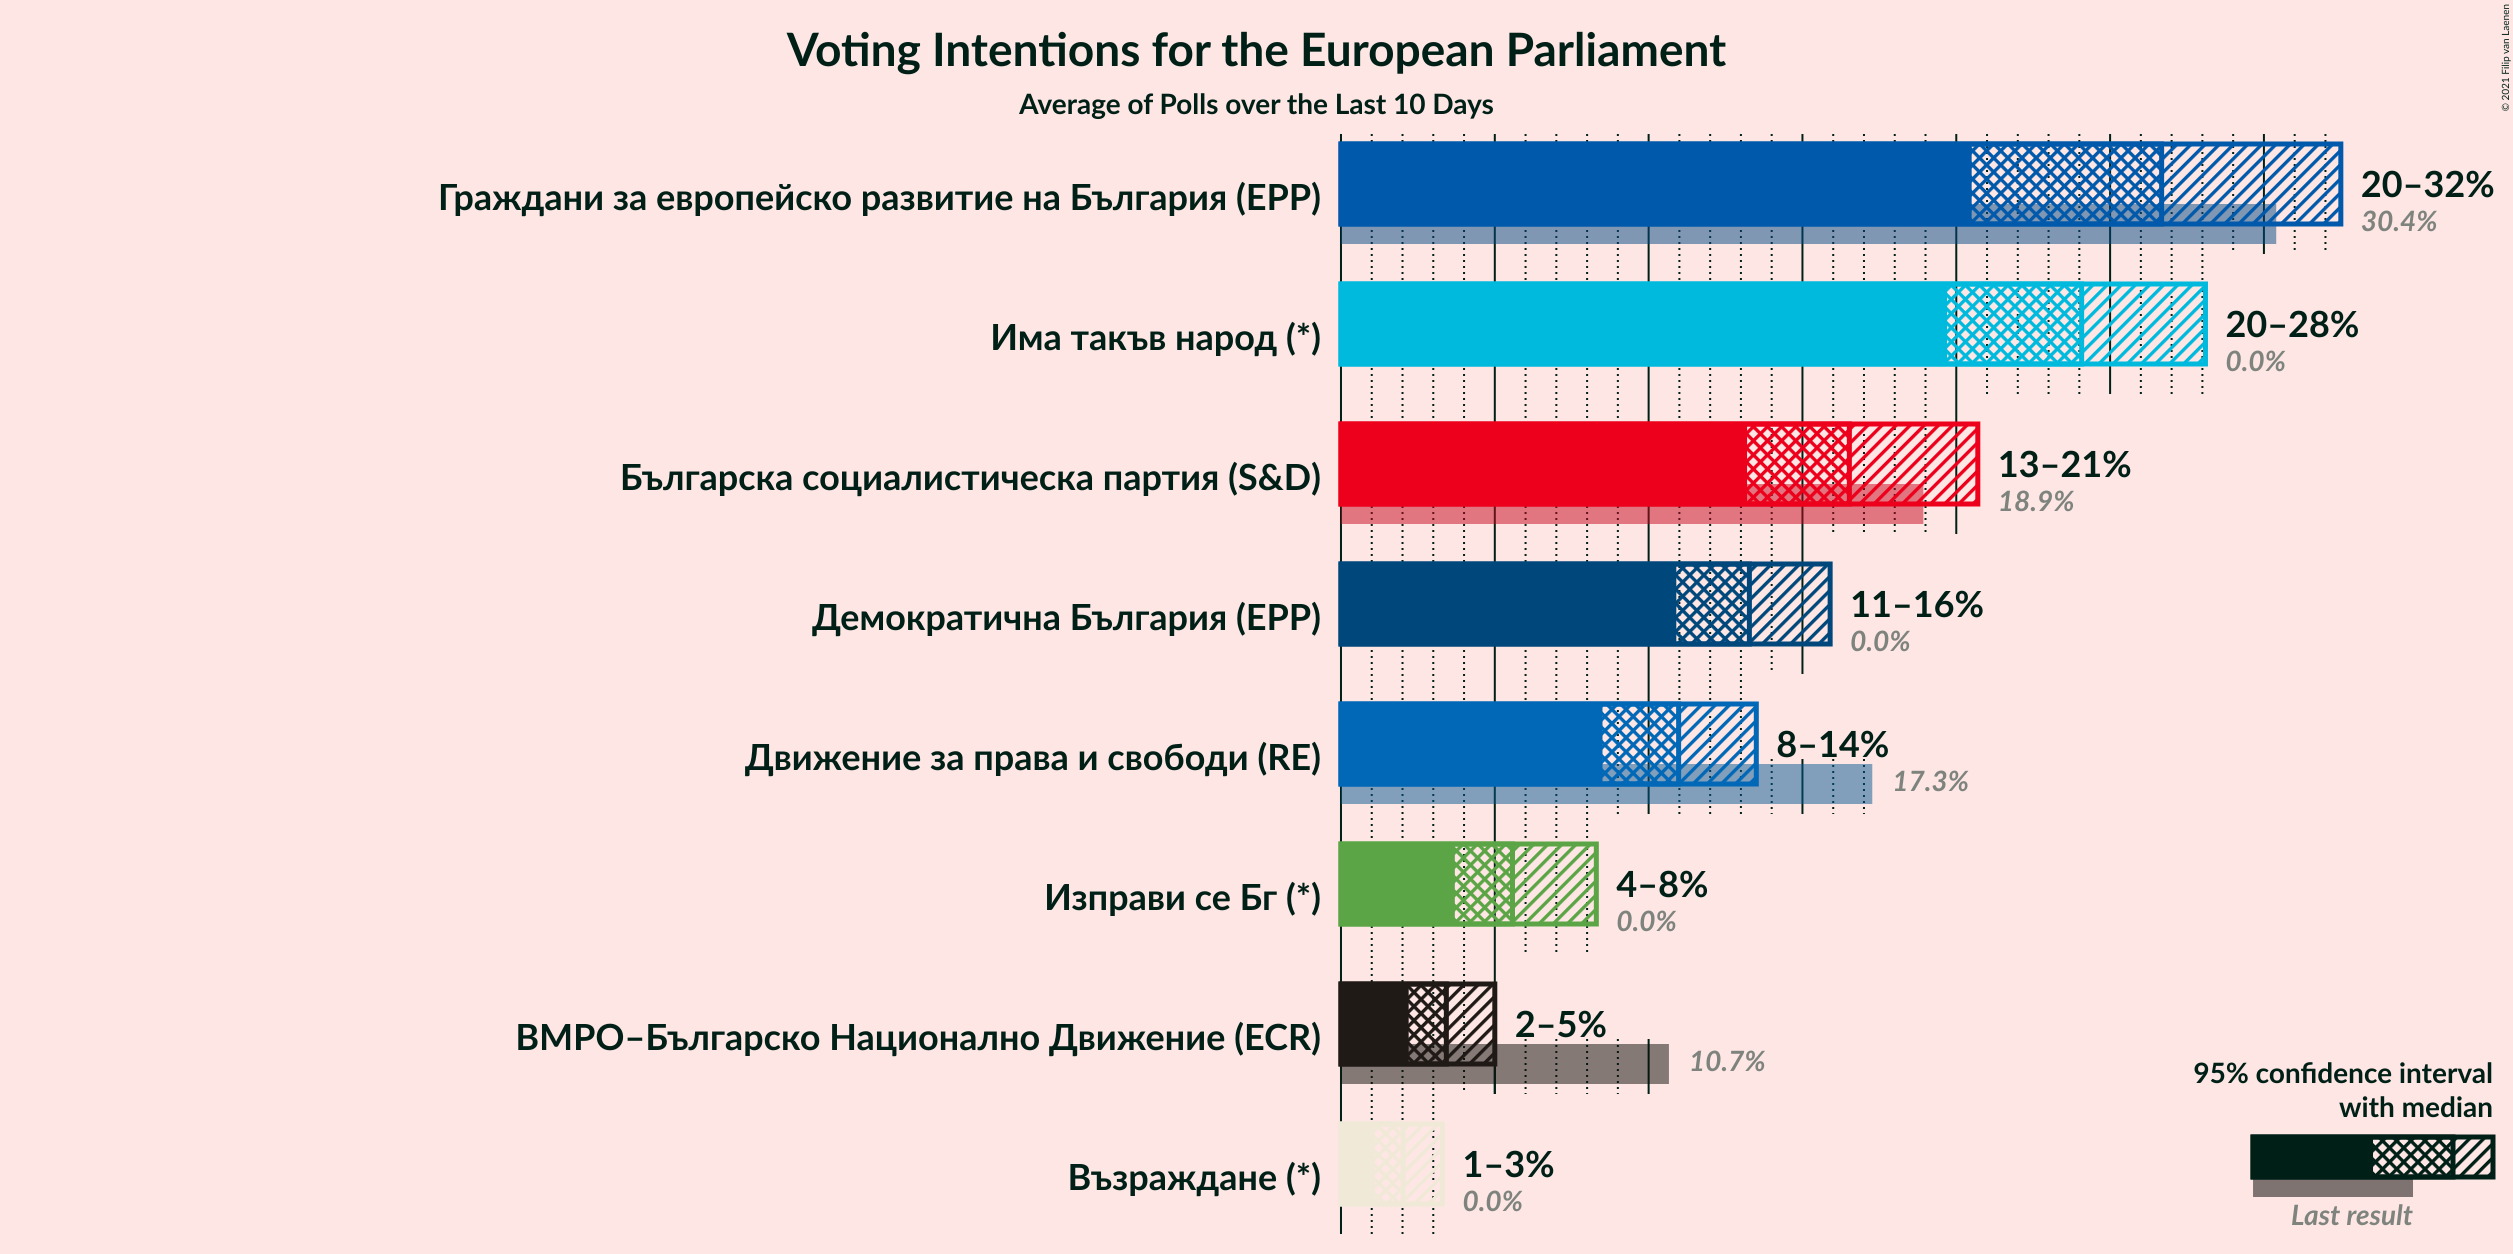 Voting Intentions for the European Parliament
Average of Polls over the Last 10 Days
© 2021 Filip van Laenen
Граждани за европейско развитие на България (EPP)
20–32%
30.4%
Има такъв народ (*)
20–28%
0.0%
Българска социалистическа партия (S&D)
13–21%
18.9%
Демократична България (EPP)
11–16%
0.0%
Движение за права и свободи (RE)
8–14%
17.3%
Изправи се Бг (*)
4–8%
0.0%
ВМРО–Българско Национално Движение (ECR)
2–5%
10.7%
Възраждане (*)
1–3%
0.0%
95% confidence interval
with median
Last result